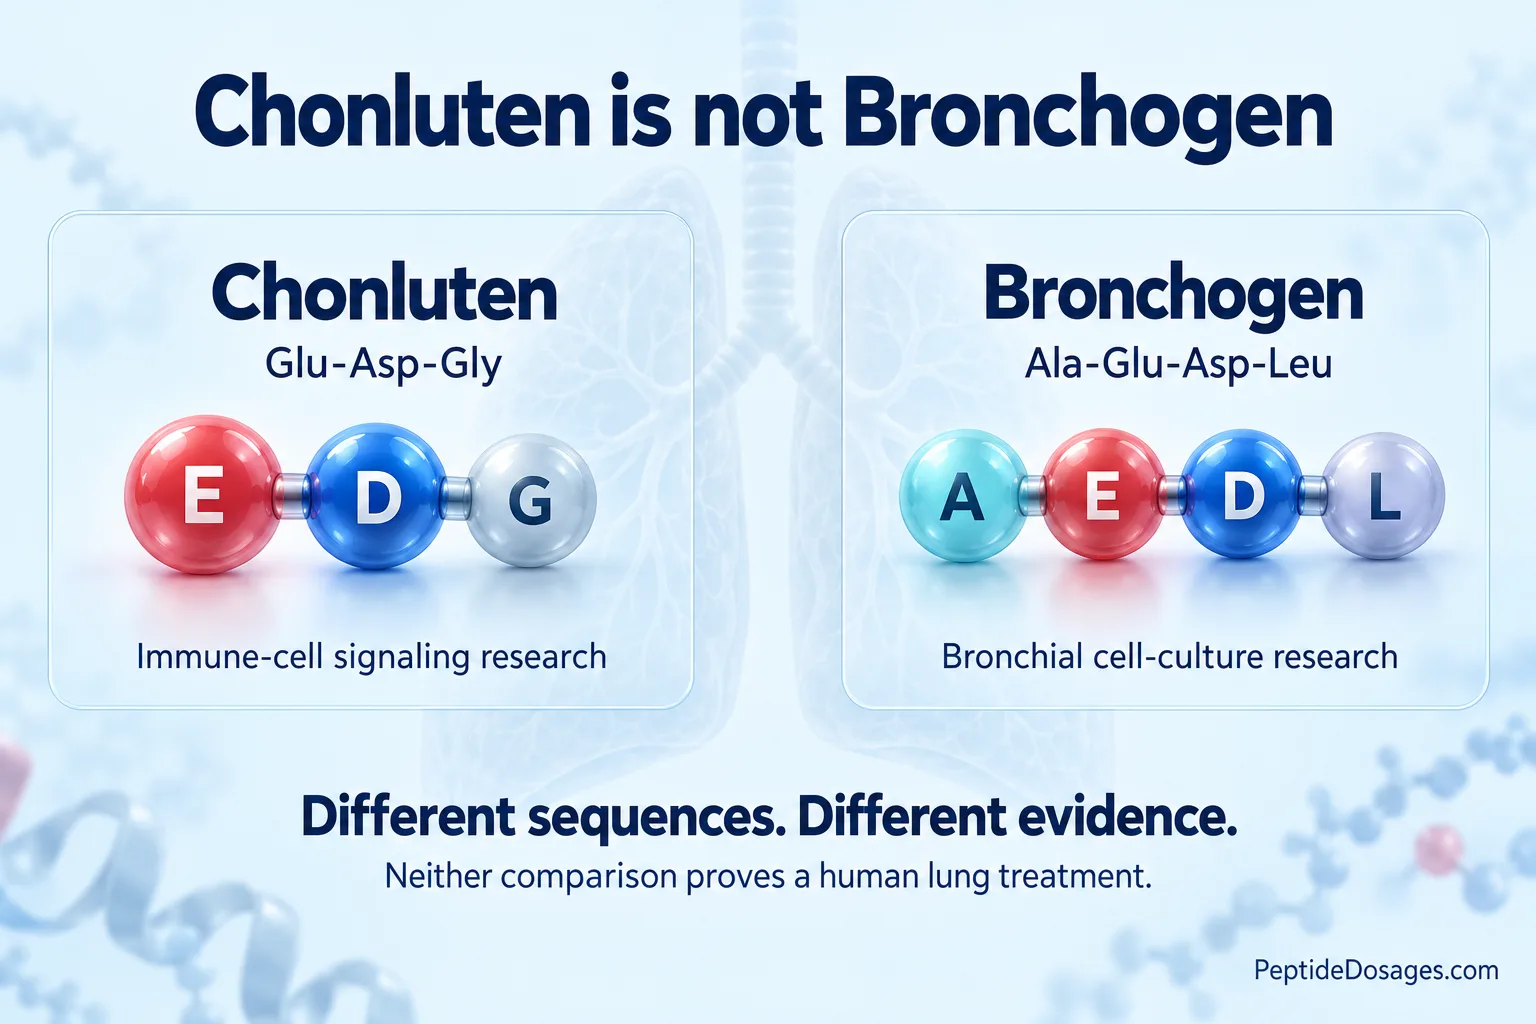 Chonluten is not Bronchogen
Chonluten
Glu-Asp-Gly
E D G
Immune-cell signaling research
Bronchogen
Ala-Glu-Asp-Leu
A E D L
Bronchial cell-culture research
Different sequences. Different evidence.
Neither comparison proves a human lung treatment.
PeptideDosages.com